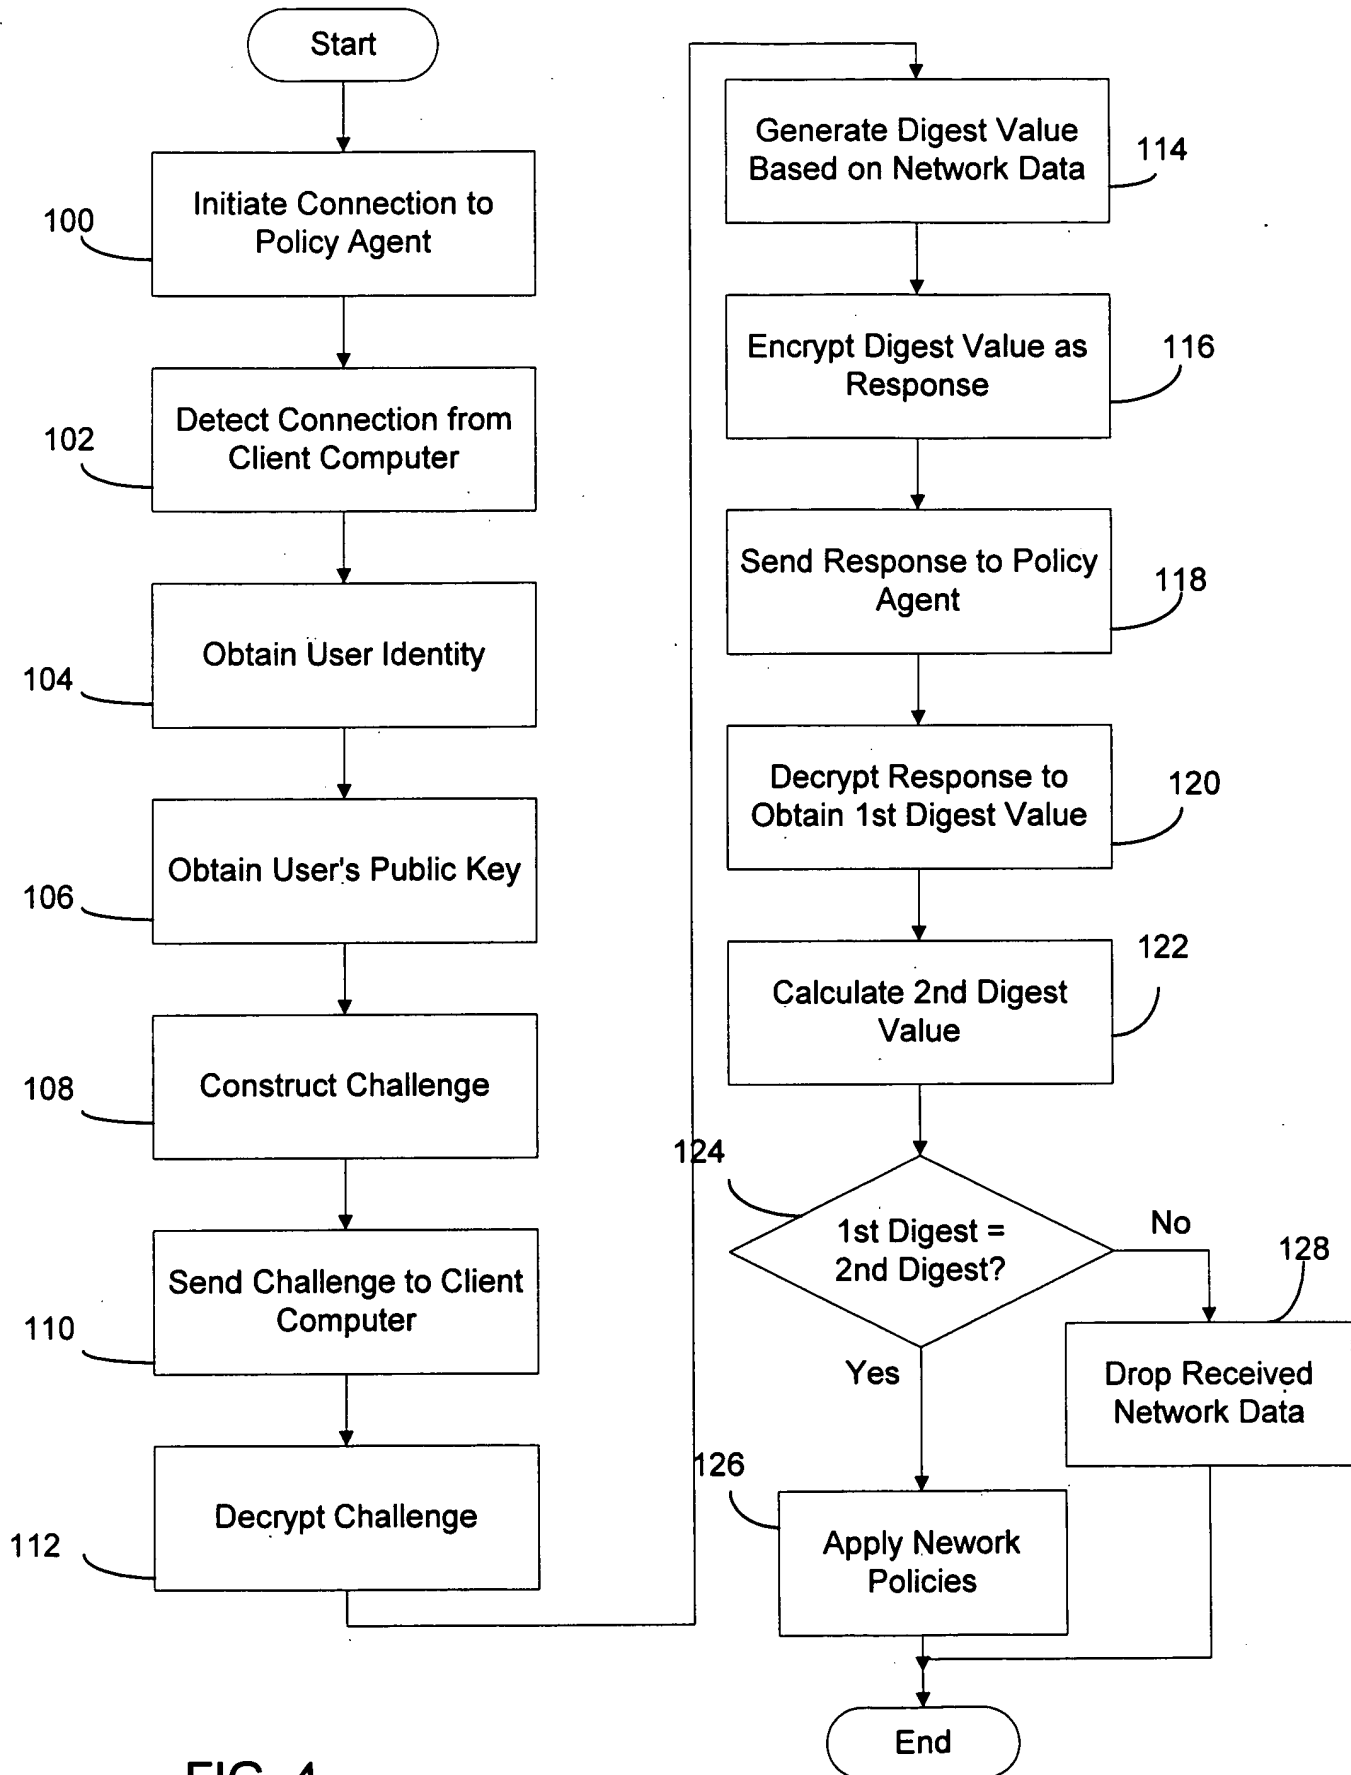 Start
100
Initiate Connection to
Policy Agent
102
Detect Connection from
Client Computer
104
Obtain User Identity
106
Obtain User's Public Key
108
Construct Challenge
110
Send Challenge to Client
Computer
112
Decrypt Challenge
Generate Digest Value
Based on Network Data
114
Encrypt Digest Value as
Response
116
Send Response to Policy
Agent
118
Decrypt Response to
Obtain 1st Digest Value
120
Calculate 2nd Digest
Value
122
124
1st Digest =
2nd Digest?
No
128
Yes
Drop Received
Network Data
126
Apply Nework
Policies
End
FIG. 4